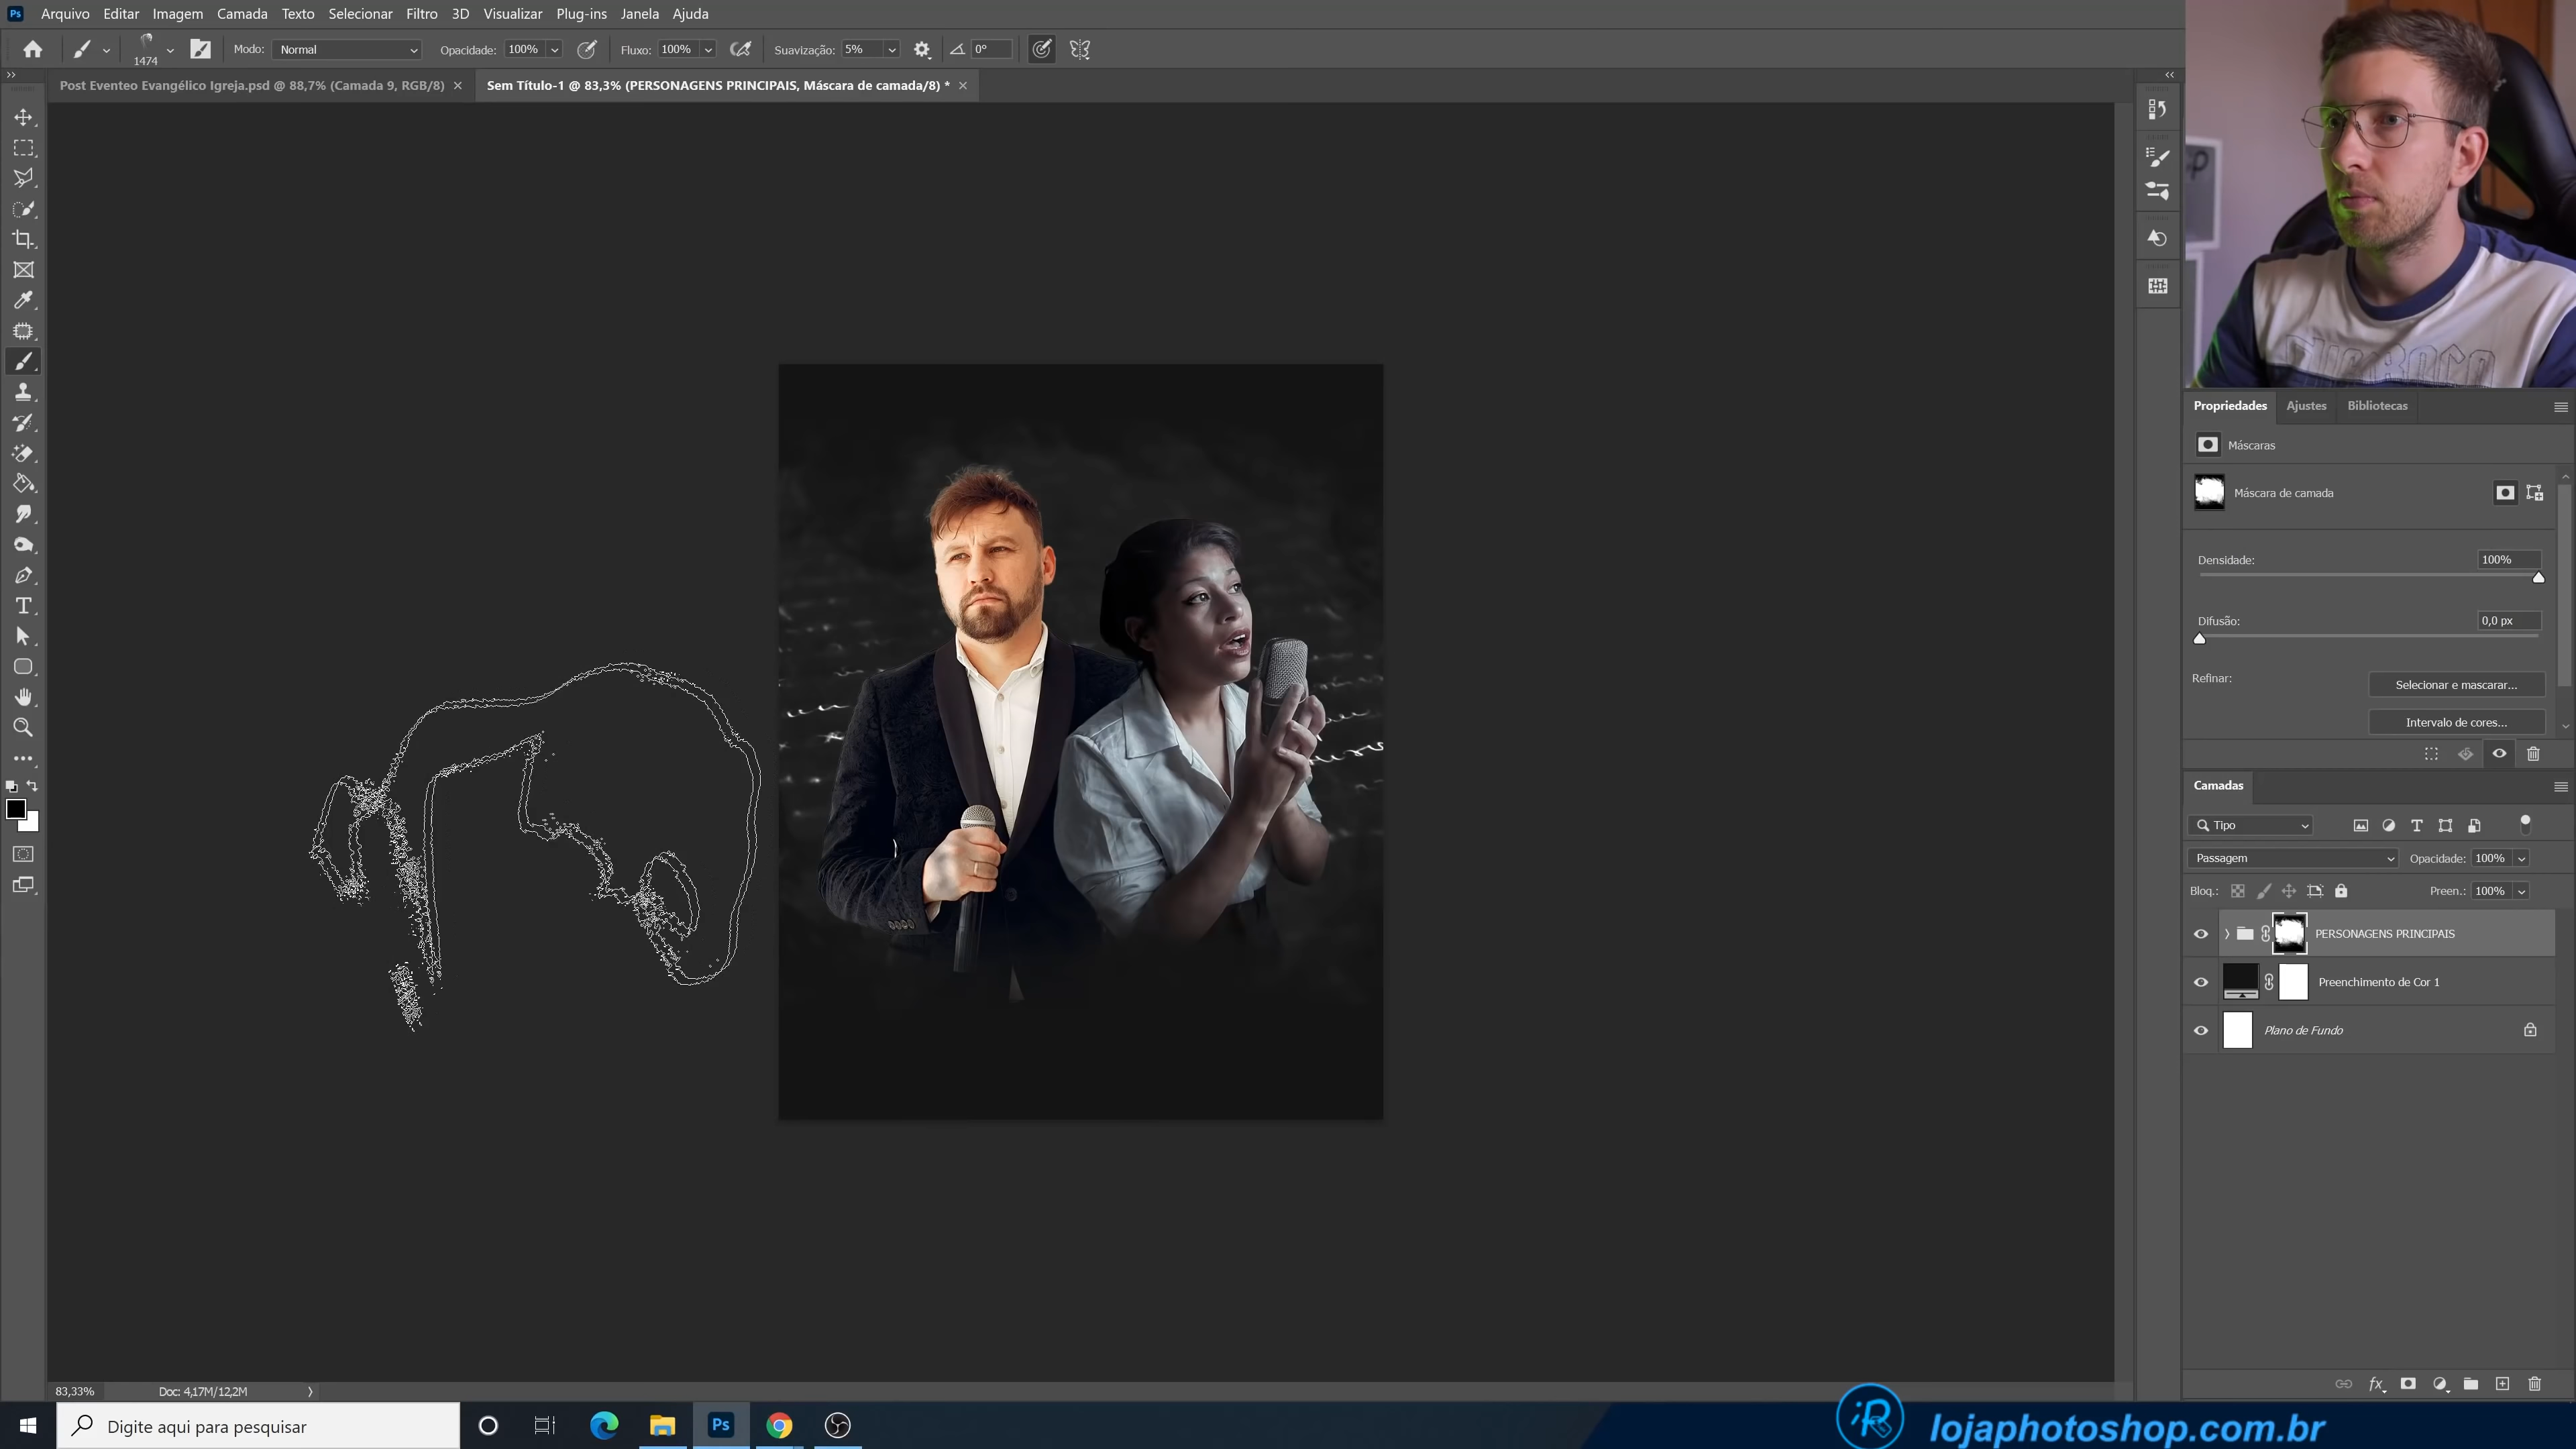 Ps Arquivo Editar Imagem Camada Texto Selecionar Filtro 3D Visualizar Plug-ins Janela Ajuda
1474 Modo: Normal Opacidade: 100% Fluxo: 100% Suavização: 5% 0°
Post Eventeo Evangélico Igreja.psd @ 88,7% (Camada 9, RGB/8) × Sem Título-1 @ 83,3% (PERSONAGENS PRINCIPAIS, Máscara de camada/8) * ×
Propriedades Ajustes Bibliotecas
Máscaras
Máscara de camada
Densidade: 100%
Difusão: 0,0 px
Refinar: Selecionar e mascarar...
Intervalo de cores...
Camadas
Tipo
Passagem Opacidade: 100%
Bloq.: Preen.: 100%
PERSONAGENS PRINCIPAIS
Preenchimento de Cor 1
Plano de Fundo
fx
83,33% Doc: 4,17M/12,2M
Digite aqui para pesquisar Ps
iR lojaphotoshop.com.br